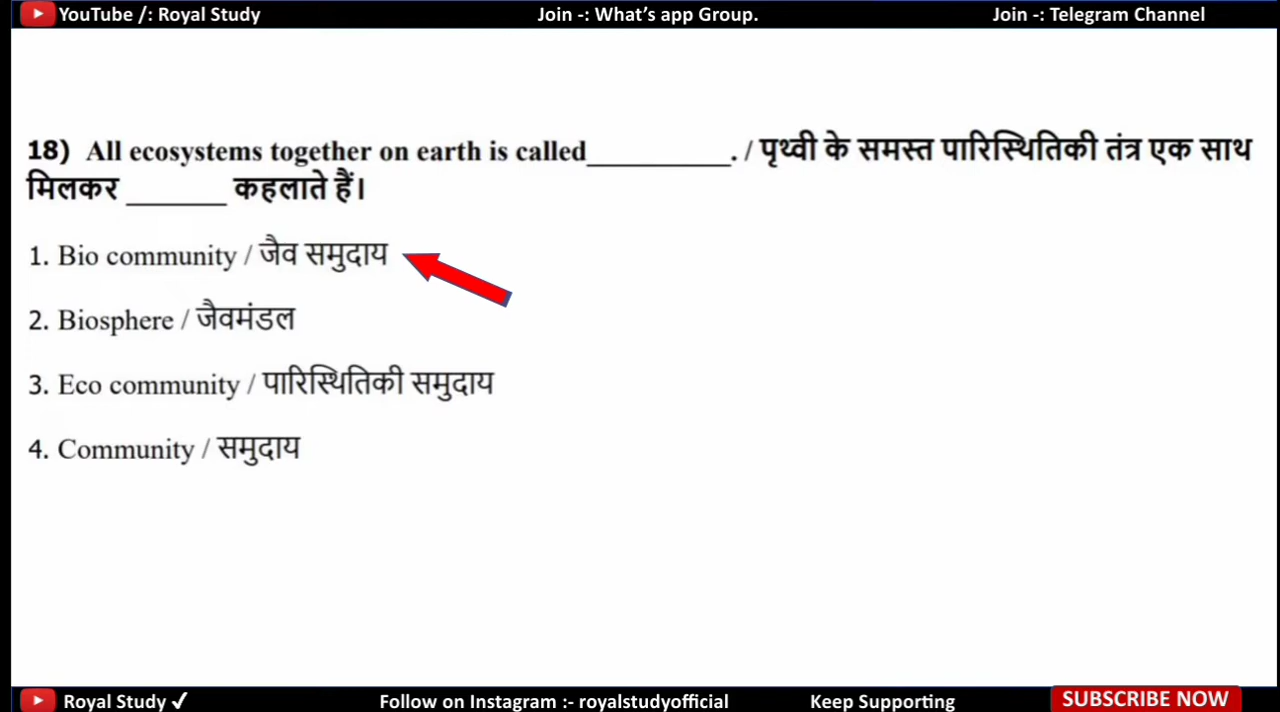 YouTube /: Royal Study Join -: What's app Group. Join -: Telegram Channel
18) All ecosystems together on earth is called__________. / पृथ्वी के समस्त पारिस्थितिकी तंत्र एक साथ
मिलकर _______ कहलाते हैं।
1. Bio community / जैव समुदाय
2. Biosphere / जैवमंडल
3. Eco community / पारिस्थितिकी समुदाय
4. Community / समुदाय
Royal Study ✓ Follow on Instagram :- royalstudyofficial Keep Supporting SUBSCRIBE NOW